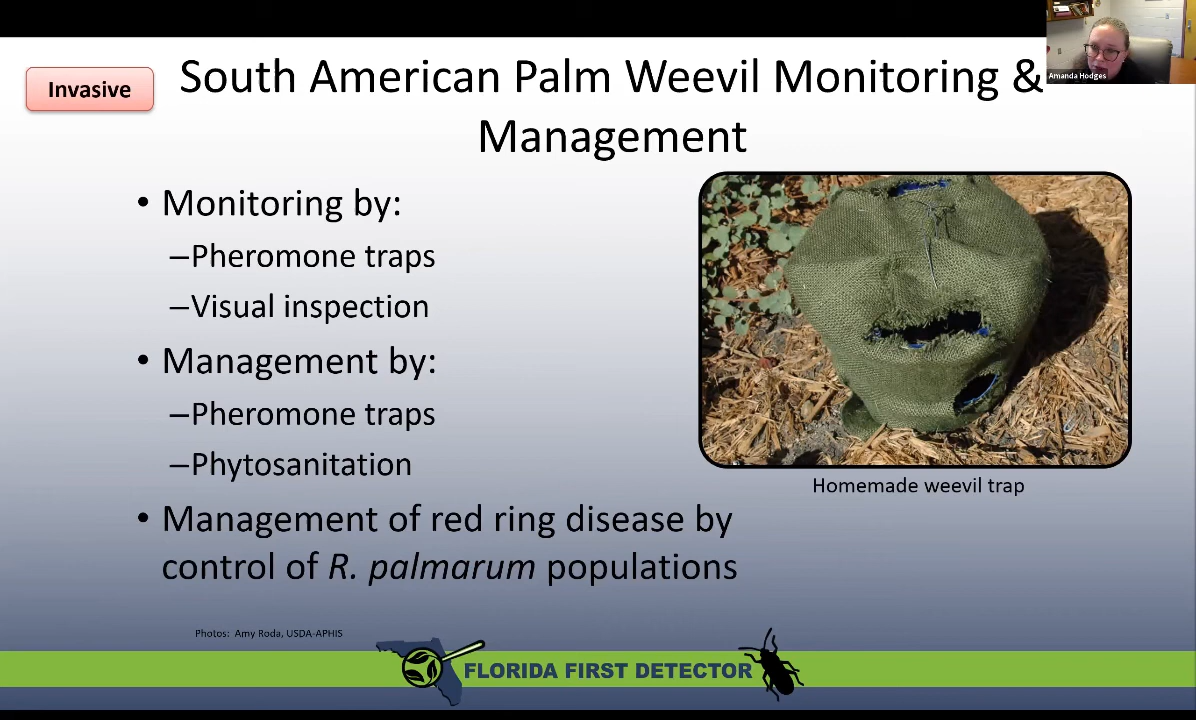 Amanda Hodges
Invasive
South American Palm Weevil Monitoring &
Management
• Monitoring by:
–Pheromone traps
–Visual inspection
• Management by:
–Pheromone traps
–Phytosanitation
• Management of red ring disease by
control of R. palmarum populations
Homemade weevil trap
Photos: Amy Roda, USDA-APHIS
FLORIDA FIRST DETECTOR